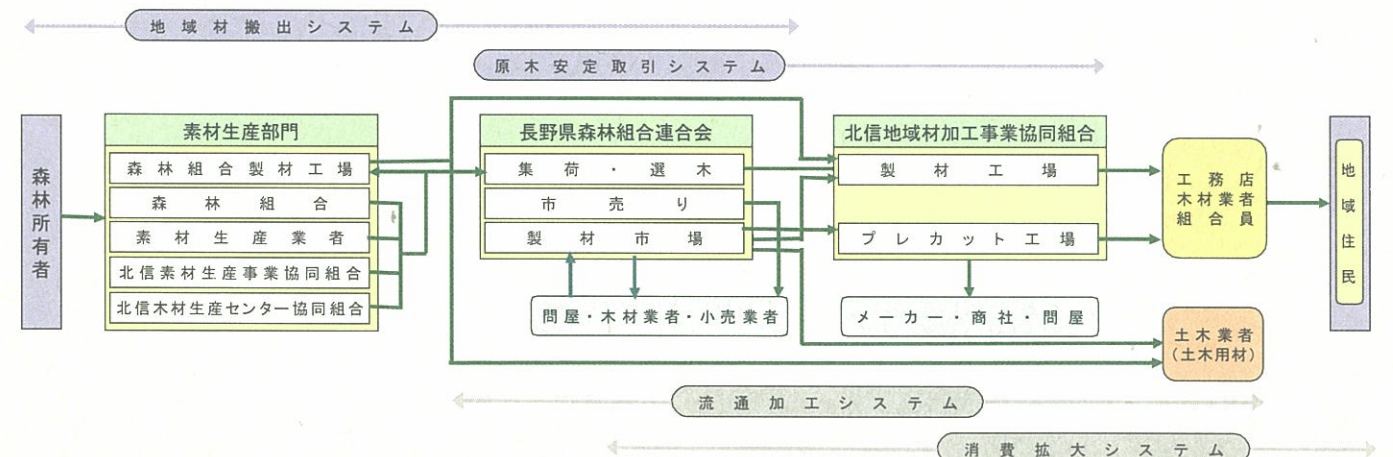 地域材搬出システム
原木安定取引システム
森林所有者
素材生産部門
森林組合製材工場
森林組合
素材生産業者
北信素材生産事業協同組合
北信木材生産センター協同組合
長野県森林組合連合会
集荷・選木
市売り
製材市場
問屋・木材業者・小売業者
北信地域材加工事業協同組合
製材工場
プレカット工場
メーカー・商社・問屋
工務店
木材業者
組合員
土木業者
(土木用材)
地域住民
流通加工システム
消費拡大システム